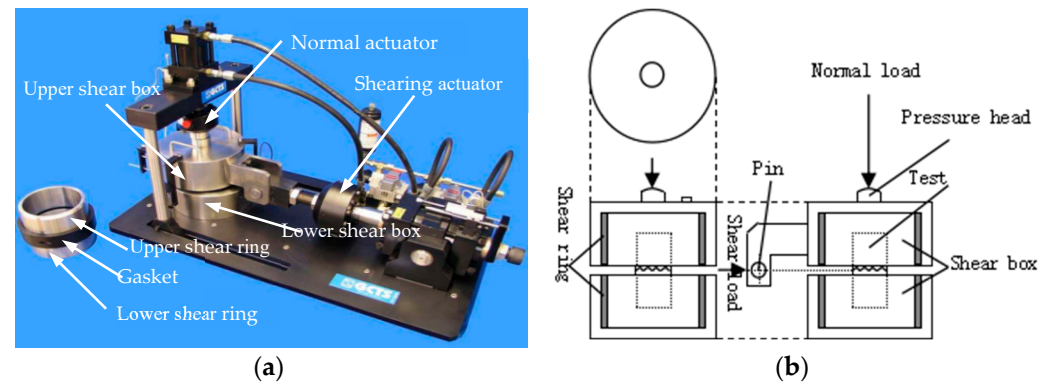 Normal actuator
Upper shear box
Shearing actuator
GCTS
Lower shear box
Upper shear ring
Gasket
Lower shear ring
GCTS
(a)
Normal load
Pressure head
Pin
Test
Shear ring
Shear load
Shear box
(b)